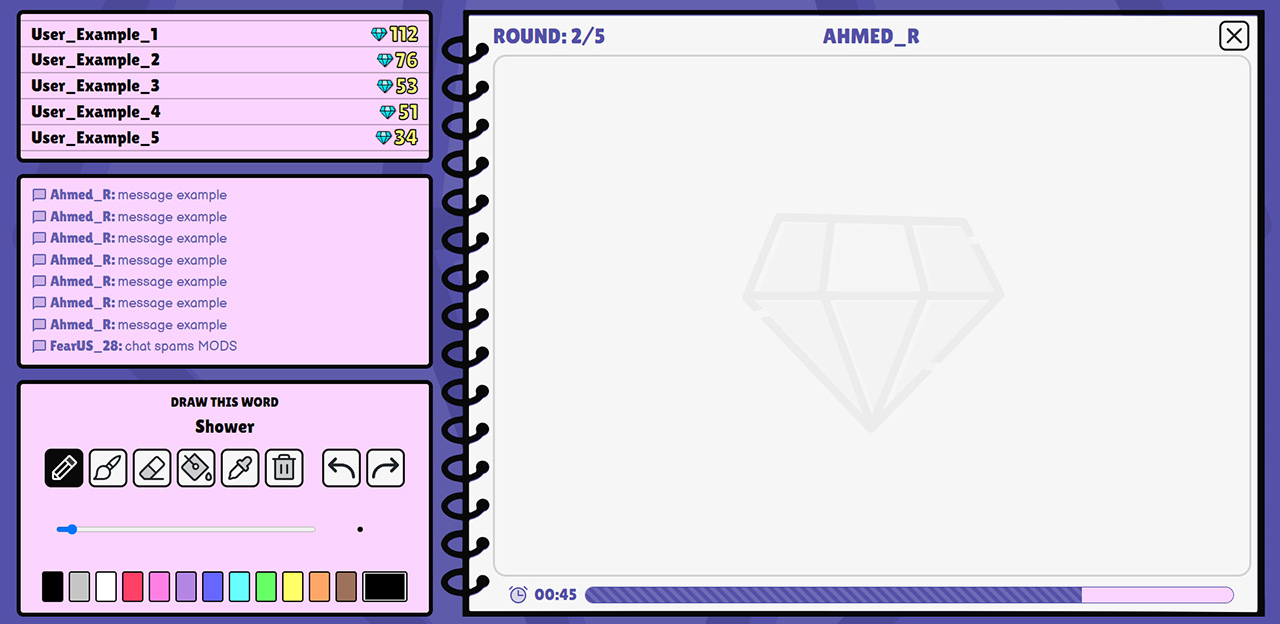 User_Example_1 112
User_Example_2 76
User_Example_3 53
User_Example_4 51
User_Example_5 34
Ahmed_R: message example
Ahmed_R: message example
Ahmed_R: message example
Ahmed_R: message example
Ahmed_R: message example
Ahmed_R: message example
Ahmed_R: message example
FearUS_28: chat spams MODS
DRAW THIS WORD
Shower
ROUND: 2/5
AHMED_R
00:45